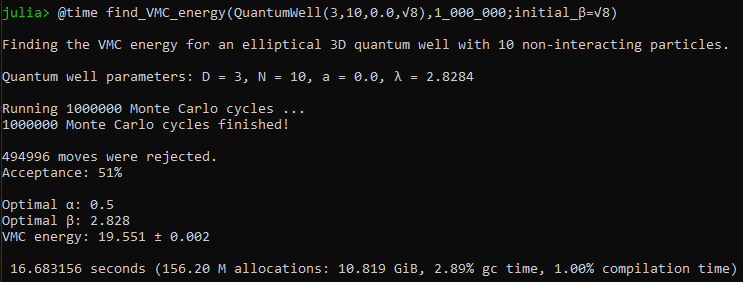 julia> @time find_VMC_energy(QuantumWell(3,10,0.0,√8),1_000_000;initial_β=√8)
Finding the VMC energy for an elliptical 3D quantum well with 10 non-interacting particles.
Quantum well parameters: D = 3, N = 10, a = 0.0, λ = 2.8284
Running 1000000 Monte Carlo cycles ...
1000000 Monte Carlo cycles finished!
494996 moves were rejected.
Acceptance: 51%
Optimal α: 0.5
Optimal β: 2.828
VMC energy: 19.551 ± 0.002
16.683156 seconds (156.20 M allocations: 10.819 GiB, 2.89% gc time, 1.00% compilation time)